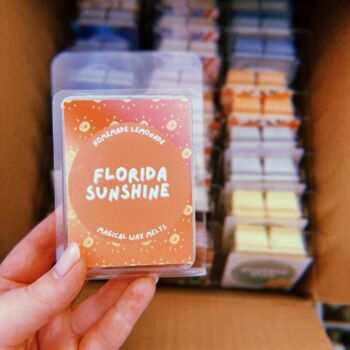 HOMEMADE LEMONADE
FLORIDA
SUNSHINE
MAGICAL WAX MELTS